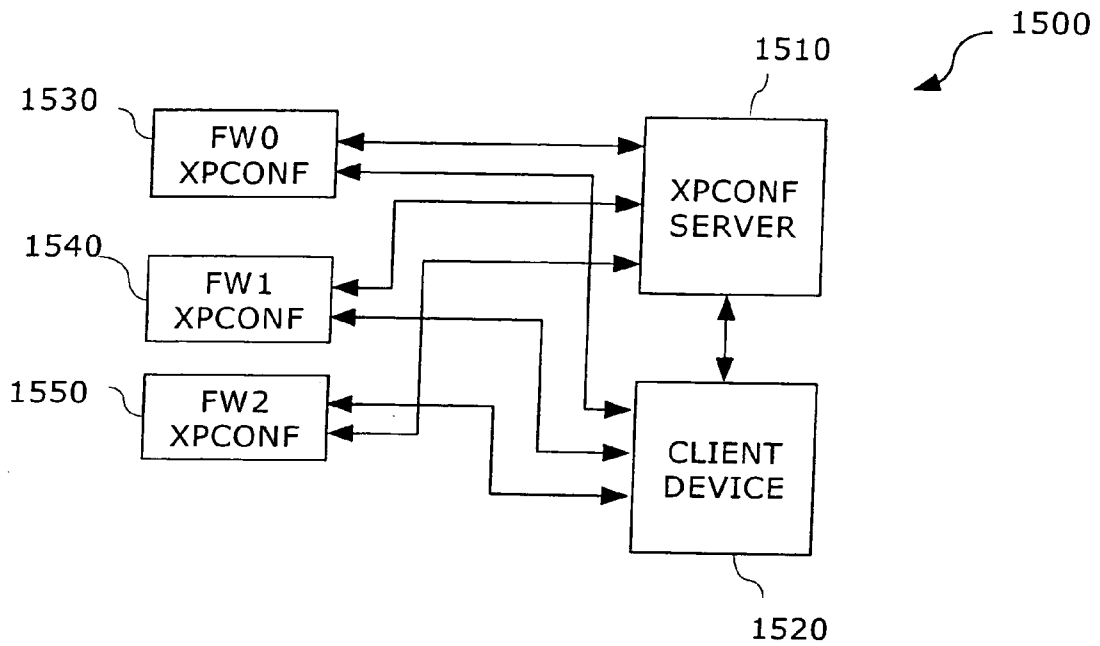 1500
1510
1530
FW0
XPCONF
XPCONF
SERVER
1540
FW1
XPCONF
1550
FW2
XPCONF
CLIENT
DEVICE
1520